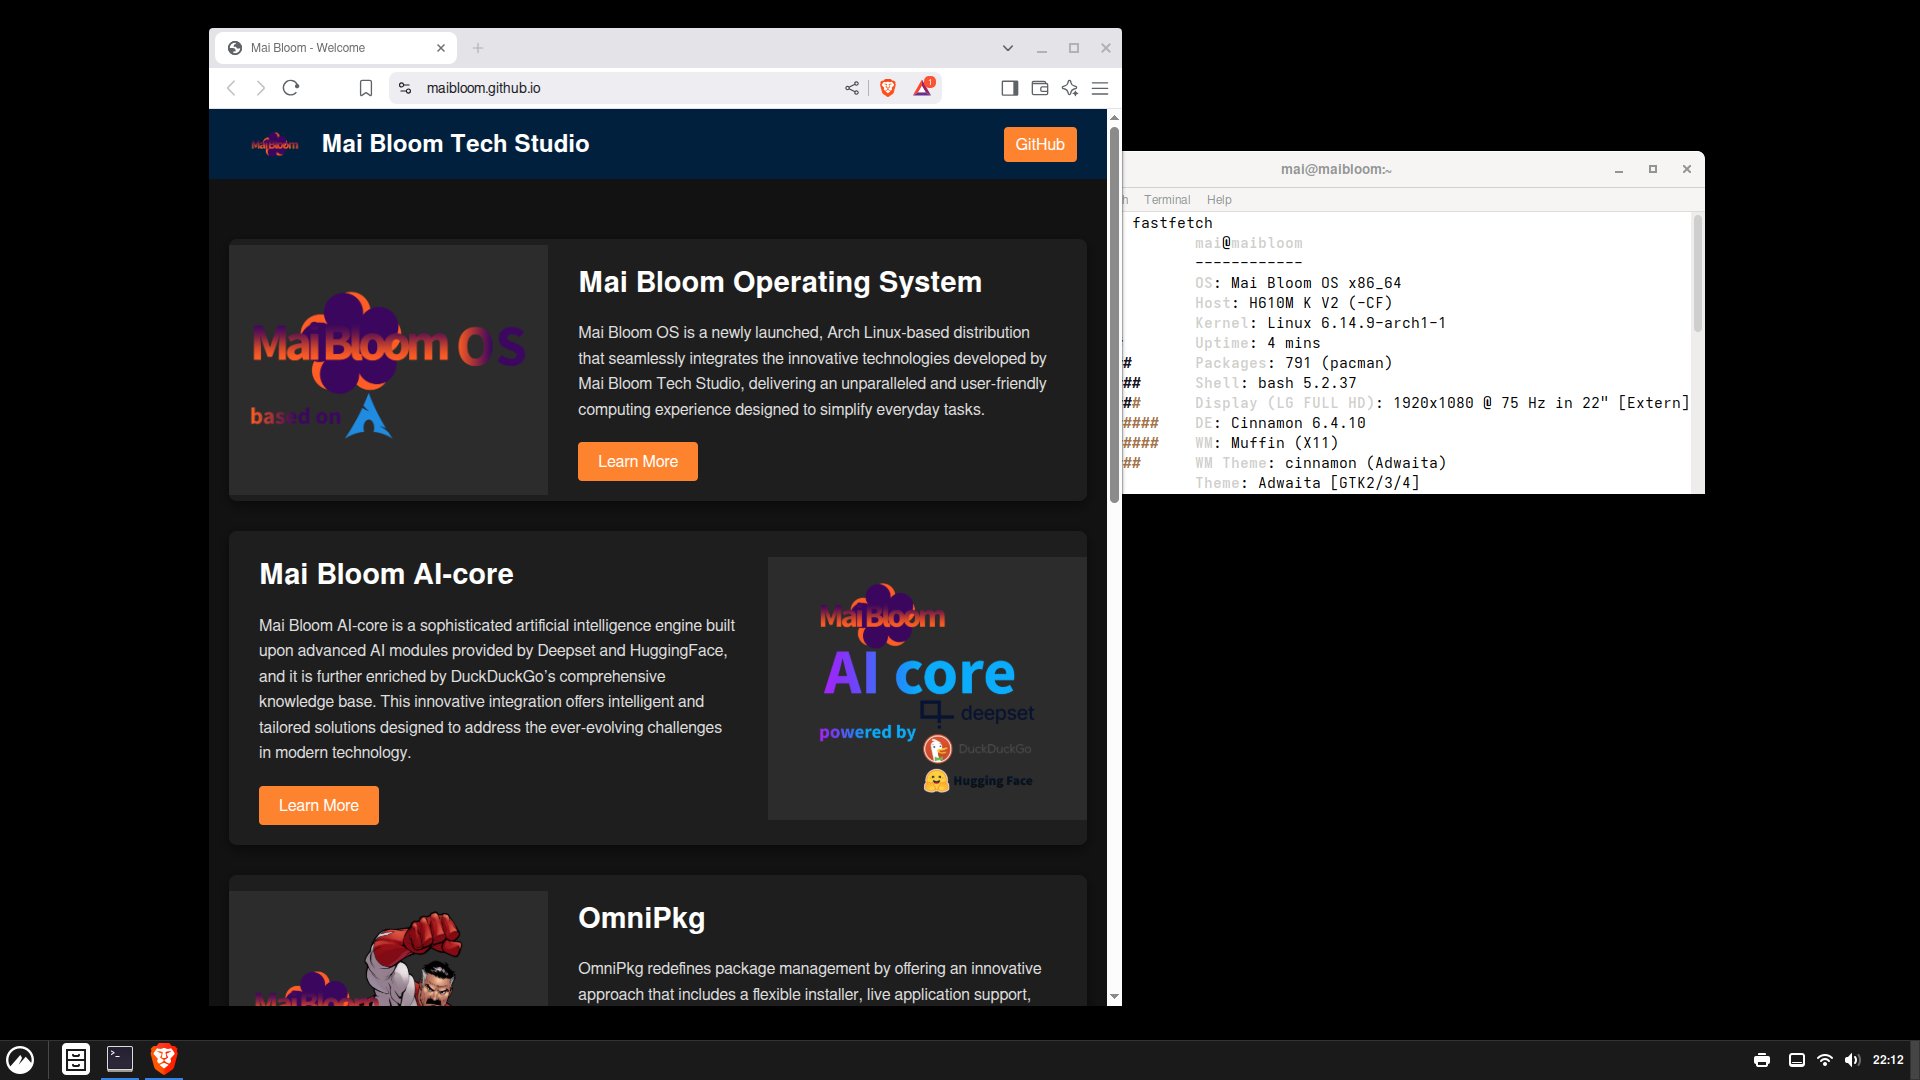 Mai Bloom - Welcome
maibloom.github.io
1
MaiBloom
Mai Bloom Tech Studio
GitHub
MaiBloom OS
based on
Mai Bloom Operating System
Mai Bloom OS is a newly launched, Arch Linux-based distribution
that seamlessly integrates the innovative technologies developed by
Mai Bloom Tech Studio, delivering an unparalleled and user-friendly
computing experience designed to simplify everyday tasks.
Learn More
Mai Bloom AI-core
Mai Bloom AI-core is a sophisticated artificial intelligence engine built
upon advanced AI modules provided by Deepset and HuggingFace,
and it is further enriched by DuckDuckGo’s comprehensive
knowledge base. This innovative integration offers intelligent and
tailored solutions designed to address the ever-evolving challenges
in modern technology.
Learn More
MaiBloom
AI core
powered by
deepset
DuckDuckGo
Hugging Face
MaiBloom
OmniPkg
OmniPkg redefines package management by offering an innovative
approach that includes a flexible installer, live application support,
mai@maibloom:~
h Terminal Help
fastfetch
mai@maibloom
------------
OS: Mai Bloom OS x86_64
Host: H610M K V2 (-CF)
Kernel: Linux 6.14.9-arch1-1
Uptime: 4 mins
# Packages: 791 (pacman)
## Shell: bash 5.2.37
## Display (LG FULL HD): 1920x1080 @ 75 Hz in 22" [Extern]
#### DE: Cinnamon 6.4.10
#### WM: Muffin (X11)
## WM Theme: cinnamon (Adwaita)
Theme: Adwaita [GTK2/3/4]
22:12